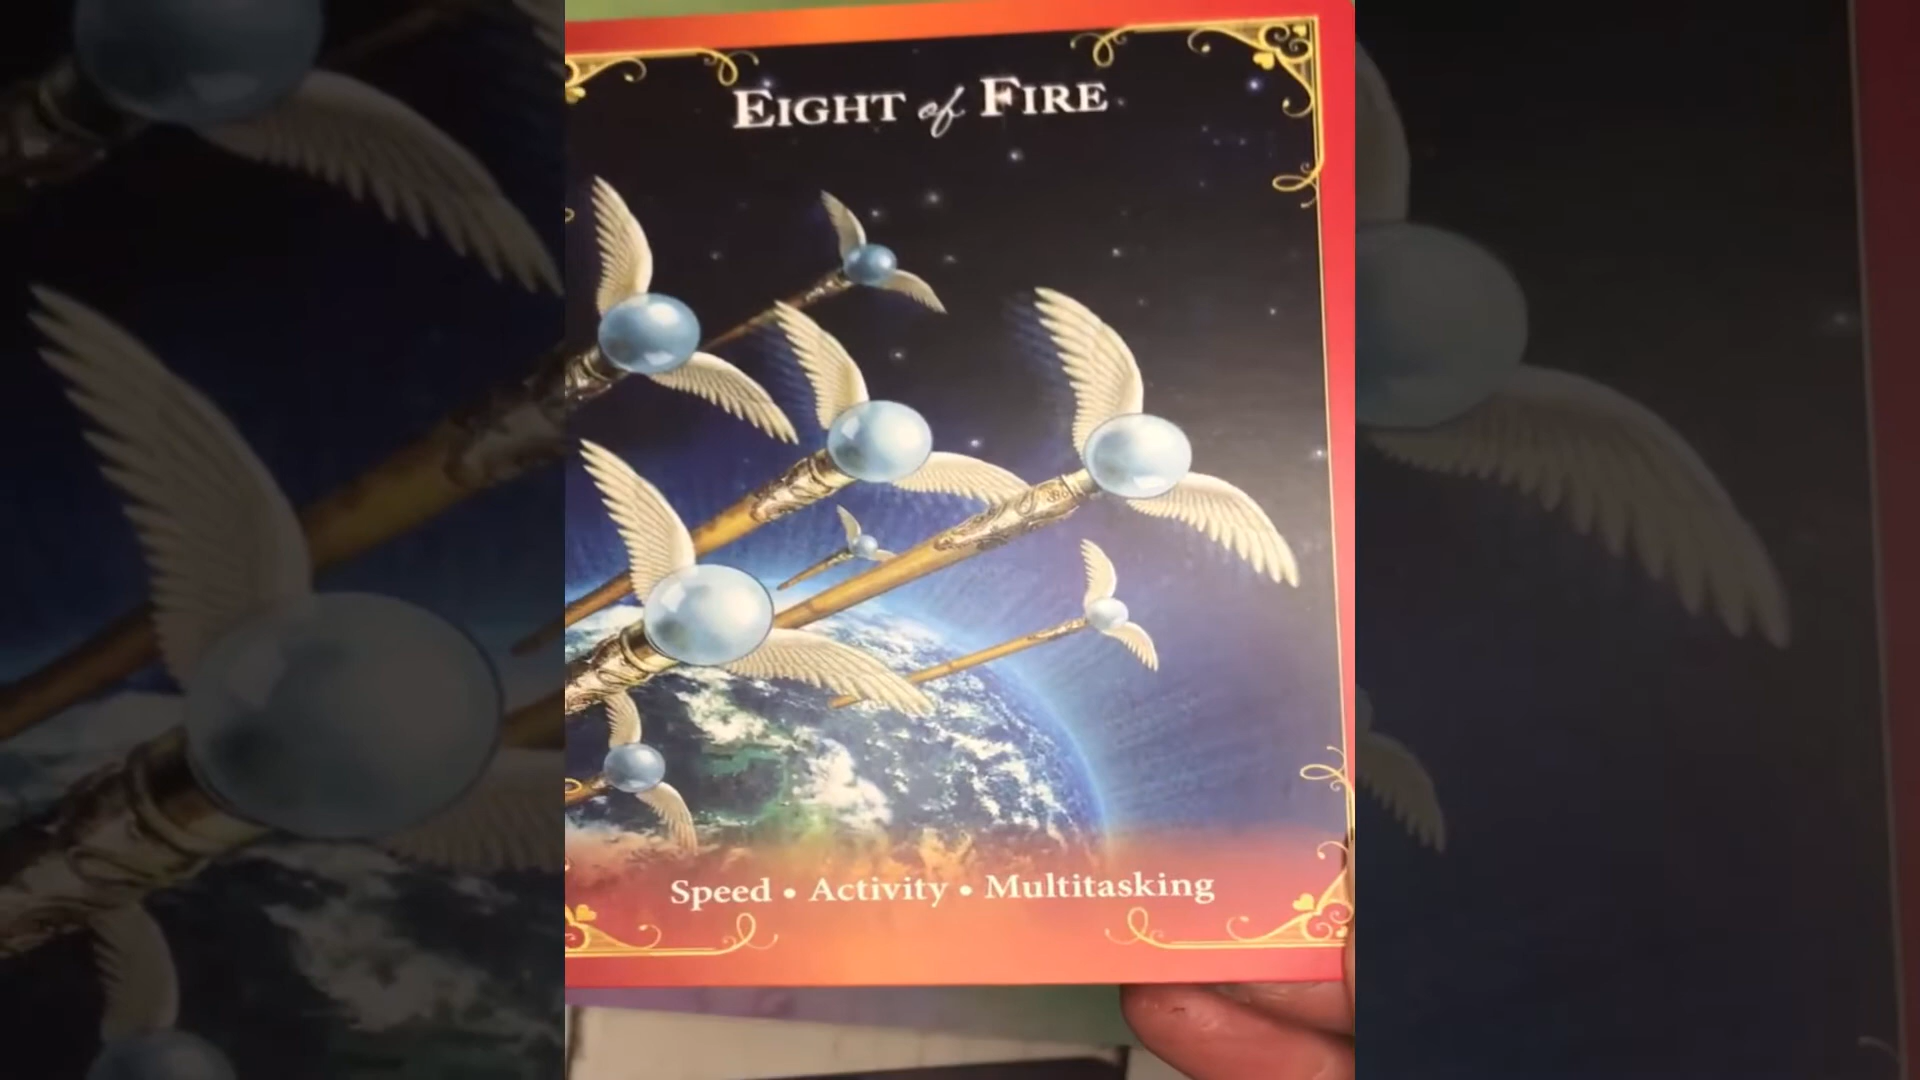 EIGHT of FIRE
Speed • Activity • Multitasking